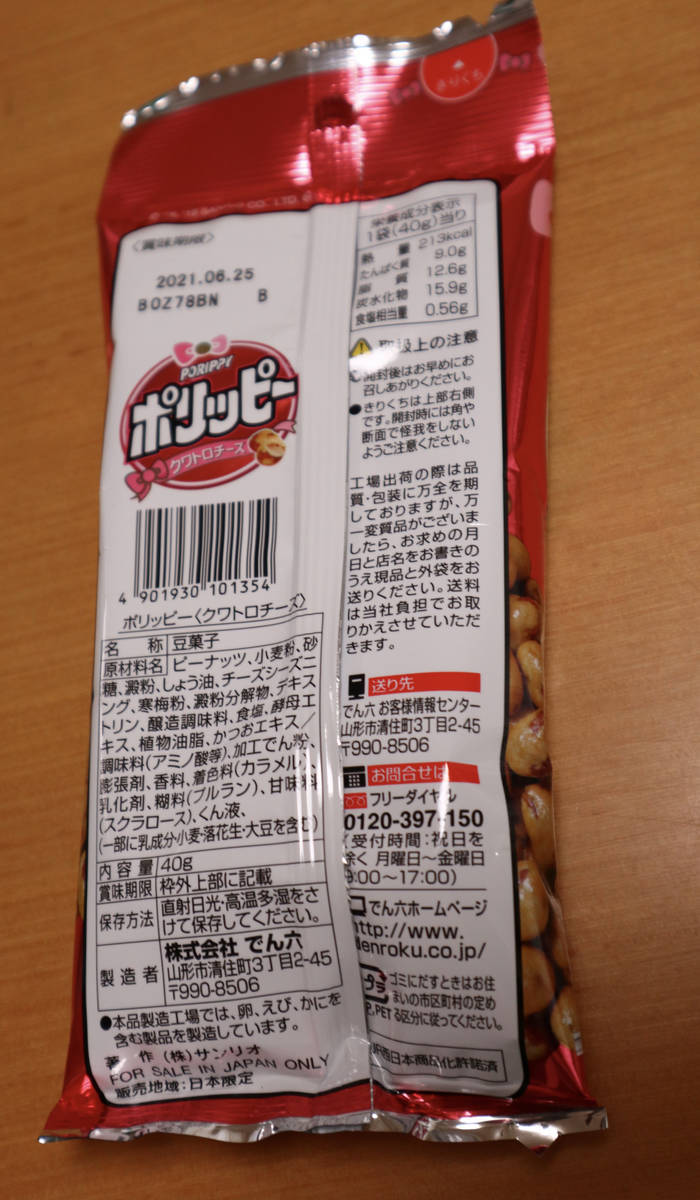 きりくち
〈賞味期限〉
2021.06.25
B0Z78BN B
PORIPPY
ポリッピー
クワトロチーズ
4 901930 101354
ポリッピー〈クワトロチーズ〉
名 称 豆菓子
原材料名 ピーナッツ、小麦粉、砂
糖、澱粉、しょう油、チーズシーズニ
ング、寒梅粉、澱粉分解物、デキス
トリン、醸造調味料、食塩、酵母エ
キス、植物油脂、かつおエキス／
調味料(アミノ酸等)、加工でん粉、
膨張剤、香料、着色料(カラメル)、
乳化剤、糊料(プルラン)、甘味料
(スクラロース)、くん液、
(一部に乳成分・小麦・落花生・大豆を含む)
内容量 40g
賞味期限 枠外上部に記載
保存方法 直射日光・高温多湿をさ
けて保存してください。
製造者 株式会社 でん六
山形市清住町3丁目2-45
〒990-8506
●本品製造工場では、卵、えび、かにを
含む製品を製造しています。
著 作 (株)サンリオ
FOR SALE IN JAPAN ONLY
販売地域：日本限定
栄養成分表示
1袋(40g)当り
熱 量 213kcal
たんぱく質 9.0g
脂 質 12.6g
炭水化物 15.9g
食塩相当量 0.56g
取扱上の注意
開封後はお早めにお
召しあがりください。
●きりくちは上部右側
です。開封時には角や
断面で怪我をしない
ようご注意ください。
工場出荷の際は品
質・包装に万全を期
しておりますが、万
一変質品がございま
したら、お求めの月
日と店名をお書きの
うえ現品と外袋をお
送りください。送料
は当社負担でお取
りかえさせていただ
きます。
送り先
でん六 お客様情報センター
山形市清住町3丁目2-45
〒990-8506
お問合せは
フリーダイヤル
0120-397-150
(受付時間：祝日を
除く 月曜日～金曜日
9:00～17:00)
でん六ホームページ
http://www.
denroku.co.jp/
プラ
ゴミにだすときはお住
まいの市区町村の定め
PP,PET る区分に従ってください。
JR西日本商品化許諾済